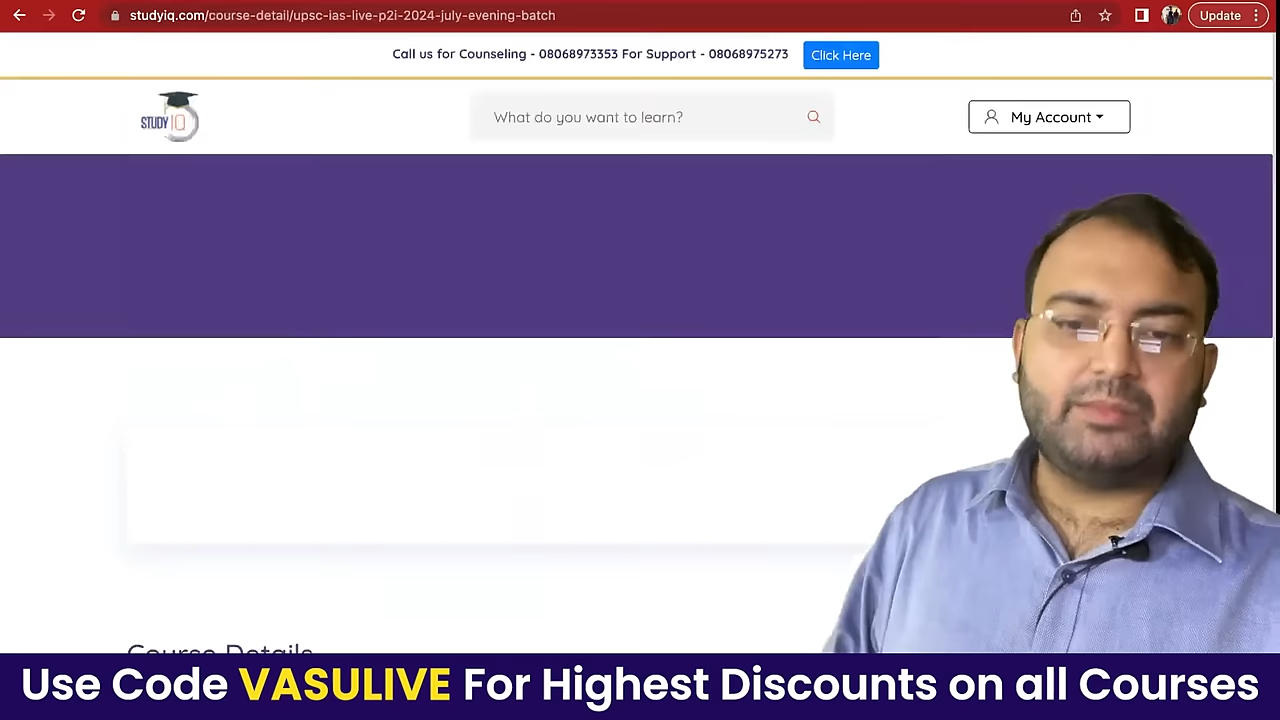 studyiq.com/course-detail/upsc-ias-live-p2i-2024-july-evening-batch
Update
Call us for Counseling - 08068973353 For Support - 08068975273
Click Here
STUDY IQ
What do you want to learn?
My Account
Course Details
Use Code VASULIVE For Highest Discounts on all Courses